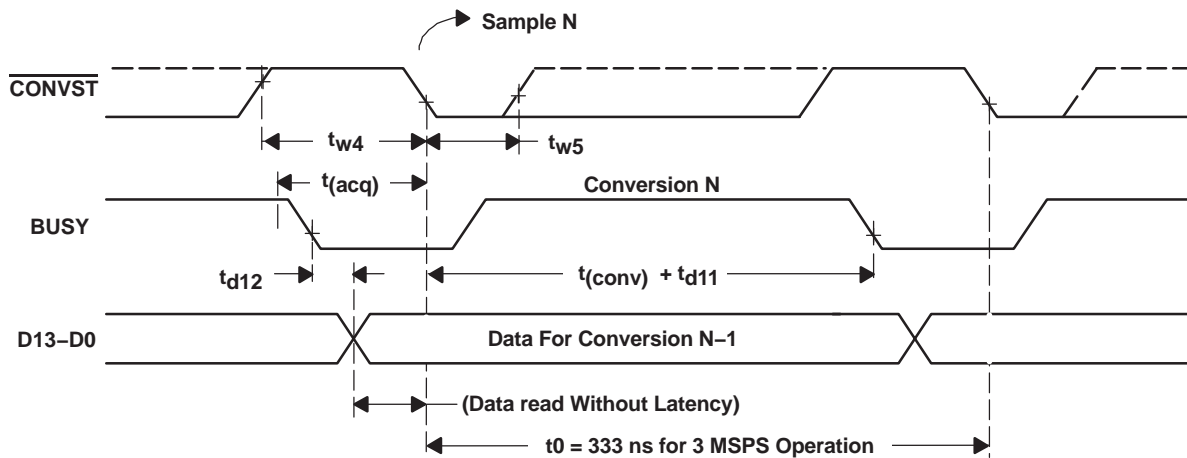 Sample N
CONVST
tw4
tw5
t(acq)
Conversion N
BUSY
td12
t(conv) + td11
D13–D0
Data For Conversion N–1
(Data read Without Latency)
t0 = 333 ns for 3 MSPS Operation